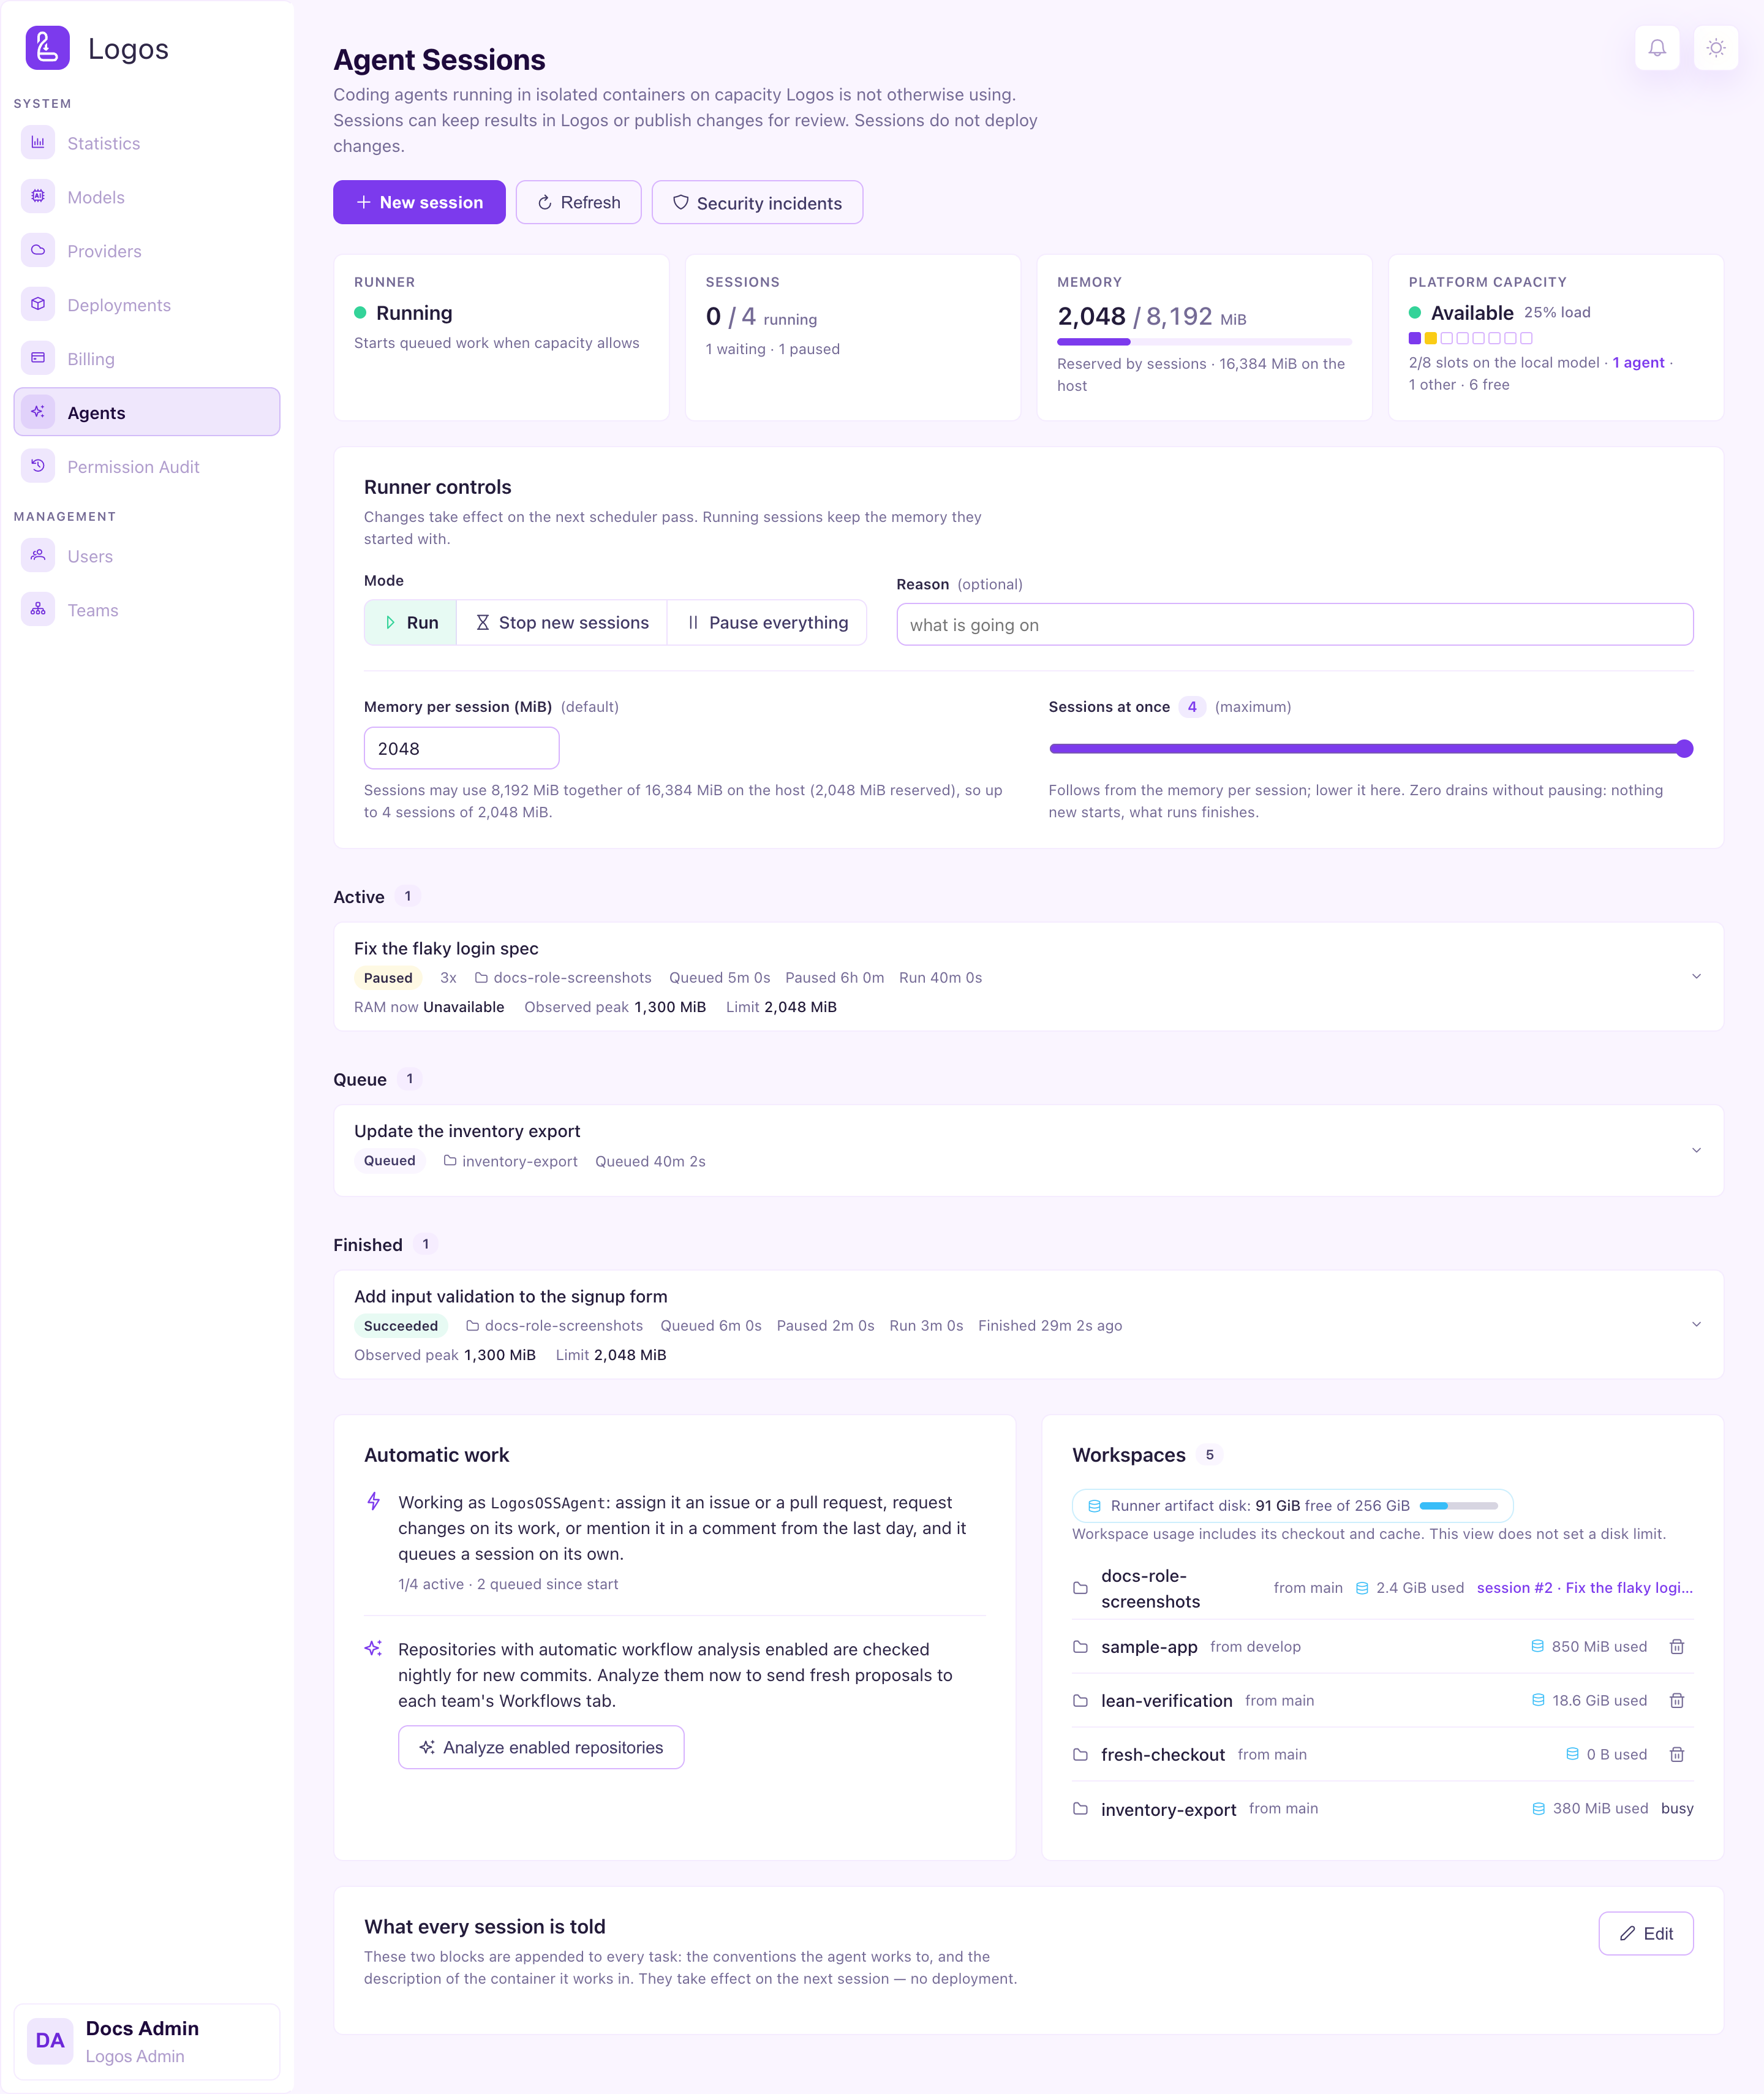 Logos
SYSTEM
Statistics
Models
Providers
Deployments
Billing
Agents
Permission Audit
MANAGEMENT
Users
Teams
DA
Docs Admin
Logos Admin
Agent Sessions
Coding agents running in isolated containers on capacity Logos is not otherwise using.
Sessions can keep results in Logos or publish changes for review. Sessions do not deploy
changes.
New session
Refresh
Security incidents
RUNNER
Running
Starts queued work when capacity allows
SESSIONS
0 / 4 running
1 waiting · 1 paused
MEMORY
2,048 / 8,192 MiB
Reserved by sessions · 16,384 MiB on the
host
PLATFORM CAPACITY
Available 25% load
2/8 slots on the local model · 1 agent ·
1 other · 6 free
Runner controls
Changes take effect on the next scheduler pass. Running sessions keep the memory they
started with.
Mode
Run
Stop new sessions
Pause everything
Reason (optional)
what is going on
Memory per session (MiB) (default)
2048
Sessions may use 8,192 MiB together of 16,384 MiB on the host (2,048 MiB reserved), so up
to 4 sessions of 2,048 MiB.
Sessions at once 4 (maximum)
Follows from the memory per session; lower it here. Zero drains without pausing: nothing
new starts, what runs finishes.
Active 1
Fix the flaky login spec
Paused 3x docs-role-screenshots Queued 5m 0s Paused 6h 0m Run 40m 0s
RAM now Unavailable Observed peak 1,300 MiB Limit 2,048 MiB
Queue 1
Update the inventory export
Queued inventory-export Queued 40m 2s
Finished 1
Add input validation to the signup form
Succeeded docs-role-screenshots Queued 6m 0s Paused 2m 0s Run 3m 0s Finished 29m 2s ago
Observed peak 1,300 MiB Limit 2,048 MiB
Automatic work
Working as LogosOSSAgent: assign it an issue or a pull request, request
changes on its work, or mention it in a comment from the last day, and it
queues a session on its own.
1/4 active · 2 queued since start
Repositories with automatic workflow analysis enabled are checked
nightly for new commits. Analyze them now to send fresh proposals to
each team's Workflows tab.
Analyze enabled repositories
Workspaces 5
Runner artifact disk: 91 GiB free of 256 GiB
Workspace usage includes its checkout and cache. This view does not set a disk limit.
docs-role-
screenshots from main 2.4 GiB used session #2 · Fix the flaky logi...
sample-app from develop 850 MiB used
lean-verification from main 18.6 GiB used
fresh-checkout from main 0 B used
inventory-export from main 380 MiB used busy
What every session is told
These two blocks are appended to every task: the conventions the agent works to, and the
description of the container it works in. They take effect on the next session — no deployment.
Edit